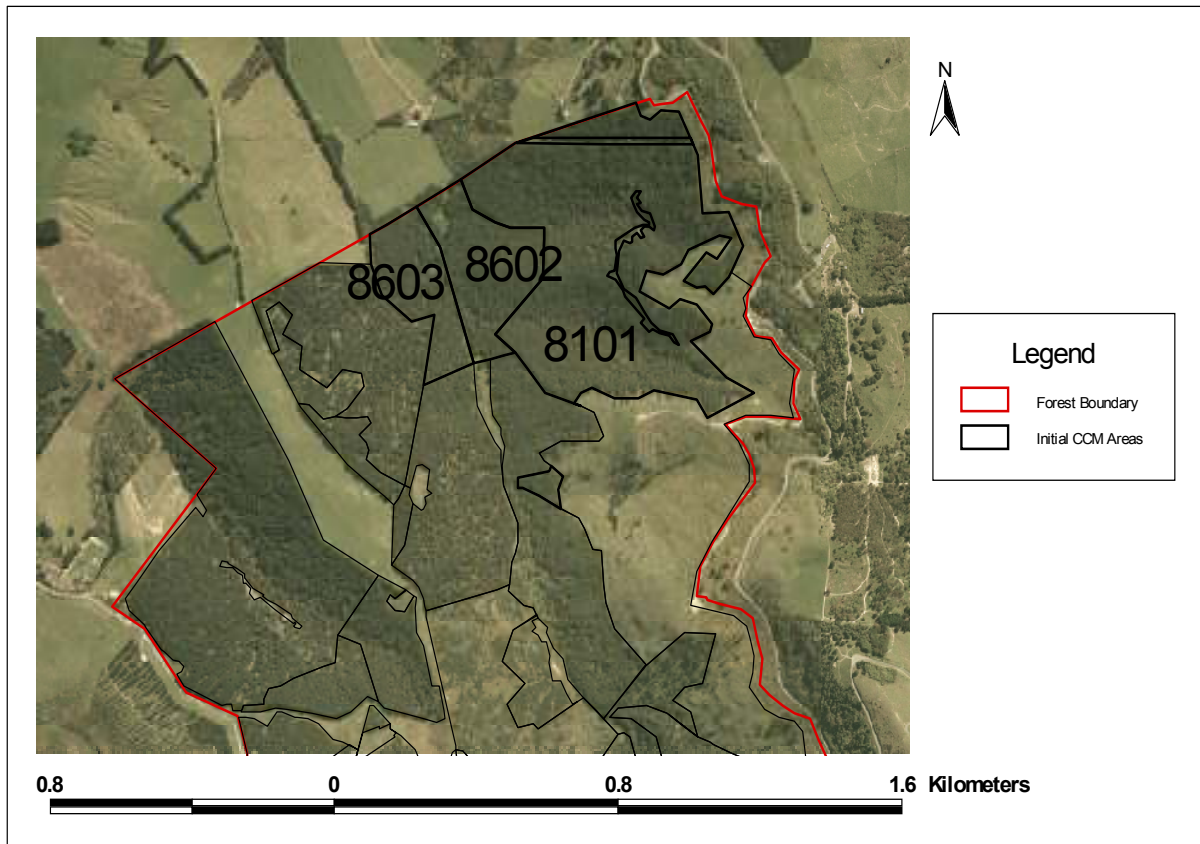 N
8602
8603
8101
Legend
Forest Boundary
Initial CCM Areas
0.8 0 0.8 1.6 Kilometers